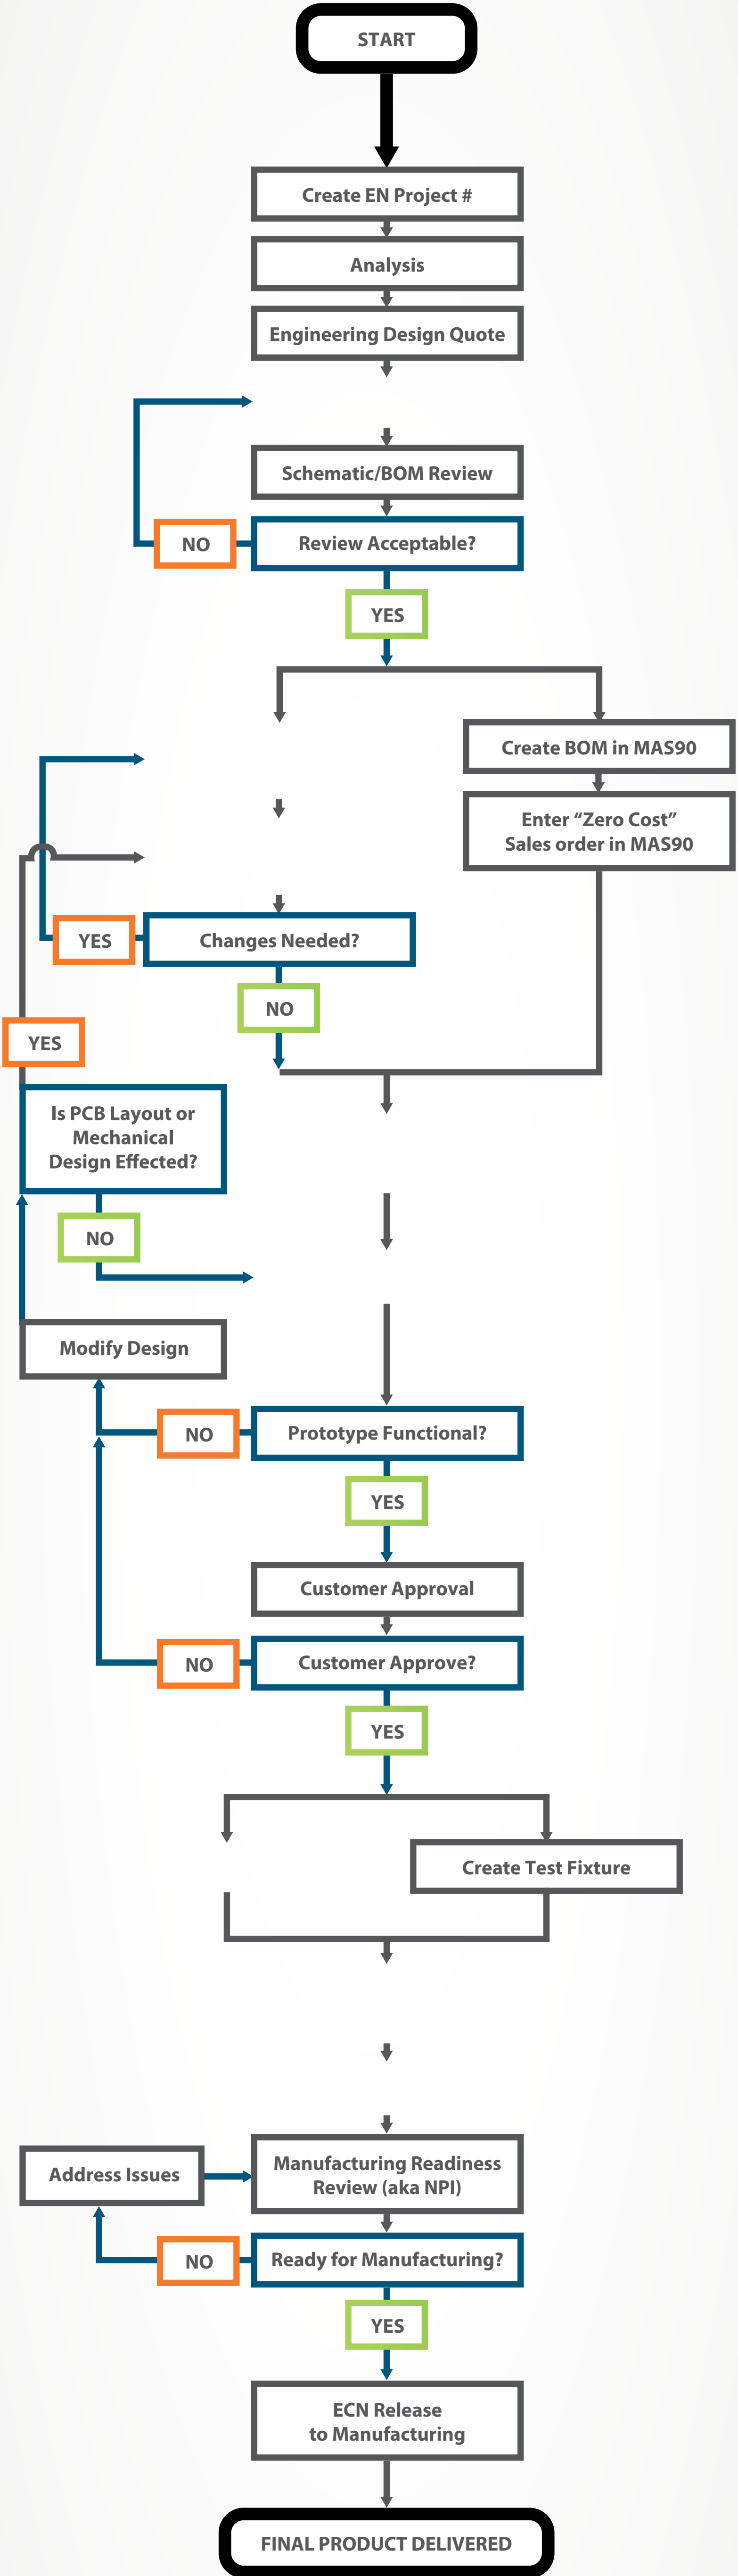 START
Create EN Project #
Analysis
Engineering Design Quote
Schematic/BOM Review
NO
Review Acceptable?
YES
Create BOM in MAS90
Enter “Zero Cost”
Sales order in MAS90
YES
Changes Needed?
NO
YES
Is PCB Layout or
Mechanical
Design Effected?
NO
Modify Design
NO
Prototype Functional?
YES
Customer Approval
NO
Customer Approve?
YES
Create Test Fixture
Address Issues
Manufacturing Readiness
Review (aka NPI)
NO
Ready for Manufacturing?
YES
ECN Release
to Manufacturing
FINAL PRODUCT DELIVERED